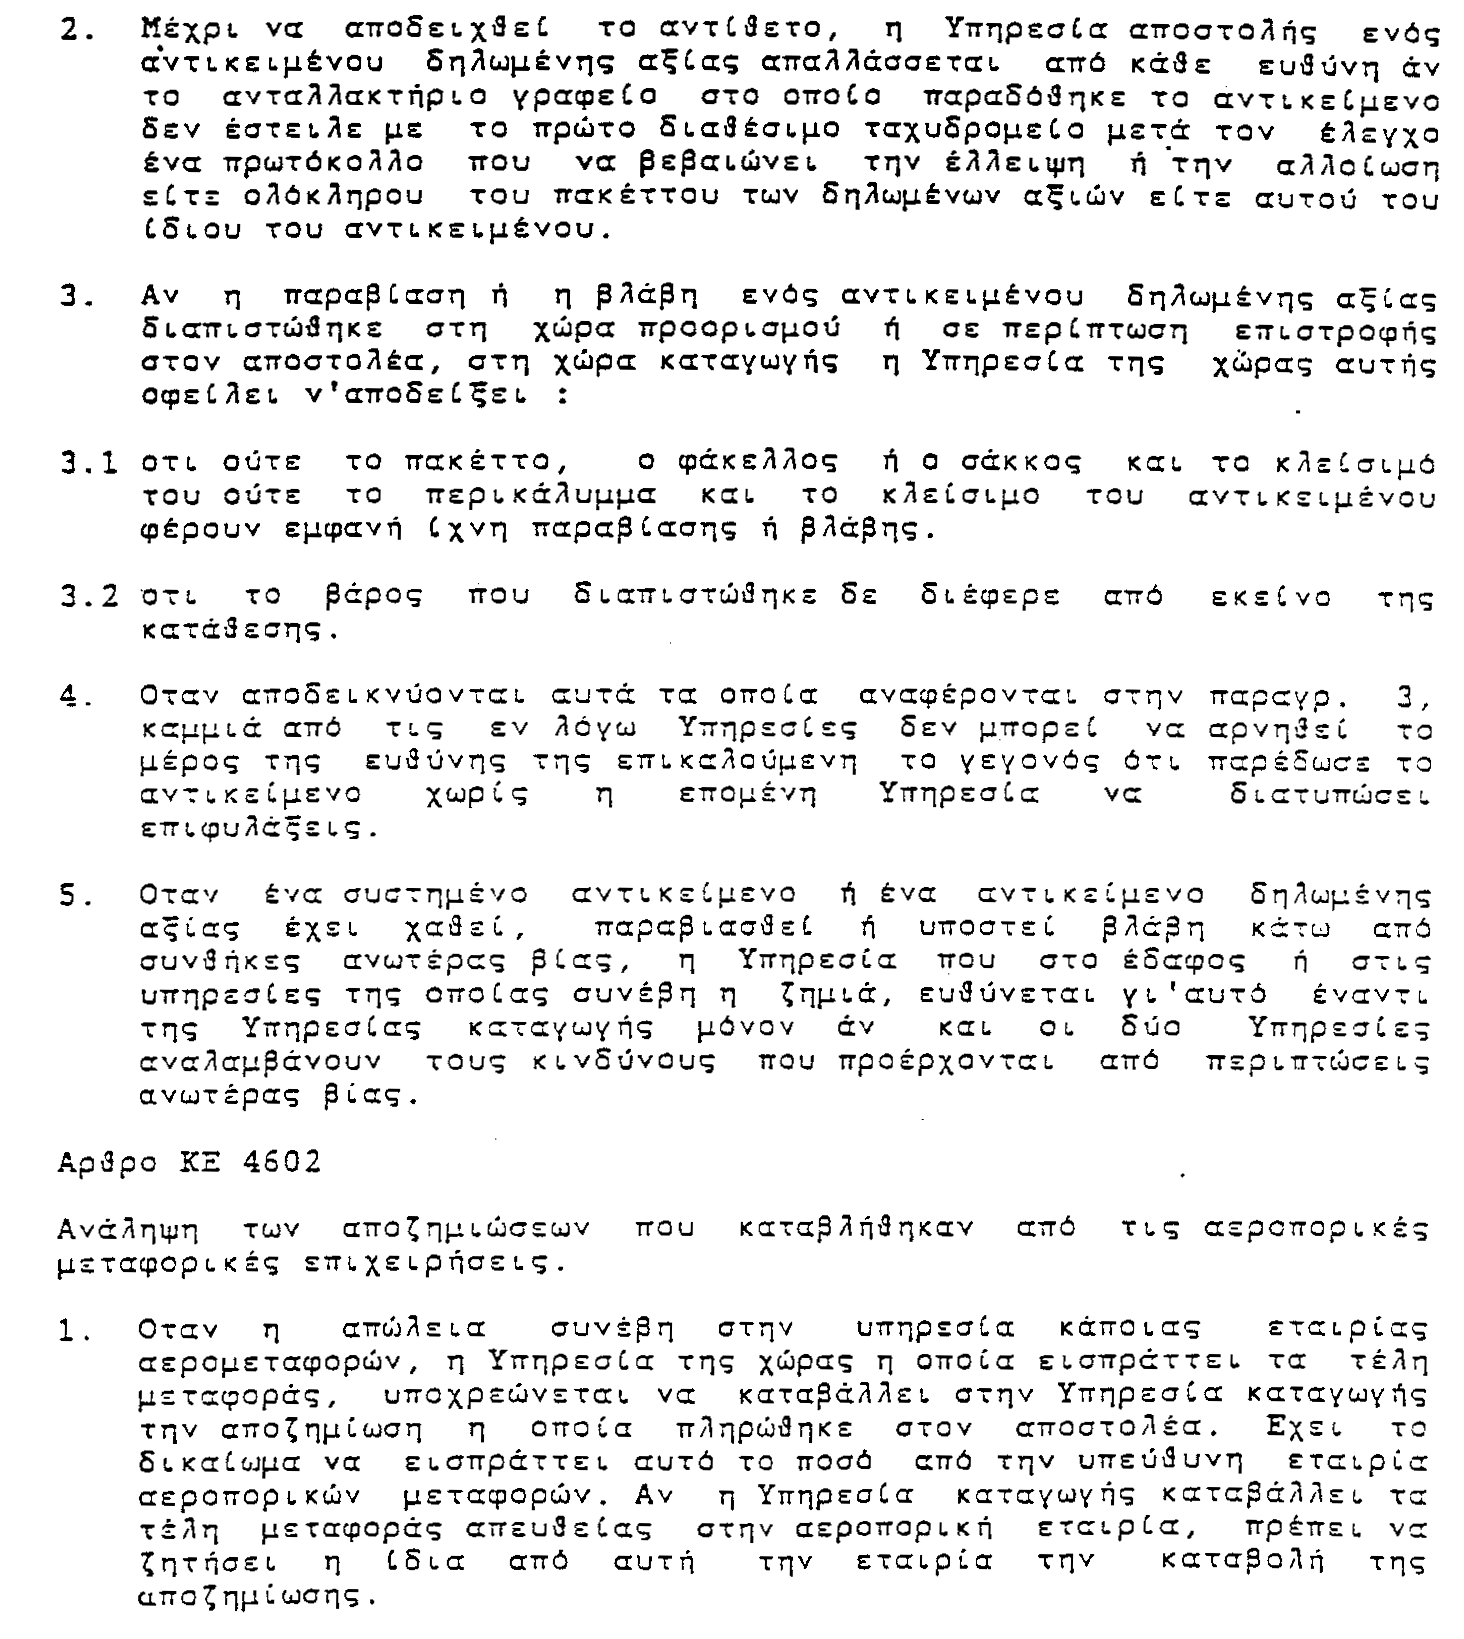 2. Μέχρι να αποδειχθεί το αντίθετο, η Υπηρεσία αποστολής ενός
αντικειμένου δηλωμένης αξίας απαλλάσσεται από κάθε ευθύνη άν
το ανταλλακτήριο γραφείο στο οποίο παραδόθηκε το αντικείμενο
δεν έστειλε με το πρώτο διαθέσιμο ταχυδρομείο μετά τον έλεγχο
ένα πρωτόκολλο που να βεβαιώνει την έλλειψη ή την αλλοίωση
είτε ολόκληρου του πακέττου των δηλωμένων αξιών είτε αυτού του
ίδιου του αντικειμένου.
3. Αν η παραβίαση ή η βλάβη ενός αντικειμένου δηλωμένης αξίας
διαπιστώθηκε στη χώρα προορισμού ή σε περίπτωση επιστροφής
στον αποστολέα, στη χώρα καταγωγής η Υπηρεσία της χώρας αυτής
οφείλει ν'αποδείξει :
3.1 οτι ούτε το πακέττο, ο φάκελλος ή ο σάκκος και το κλείσιμό
του ούτε το περικάλυμμα και το κλείσιμο του αντικειμένου
φέρουν εμφανή ίχνη παραβίασης ή βλάβης.
3.2 οτι το βάρος που διαπιστώθηκε δε διέφερε από εκείνο της
κατάθεσης.
4. Οταν αποδεικνύονται αυτά τα οποία αναφέρονται στην παραγρ. 3,
καμμιά από τις εν λόγω Υπηρεσίες δεν μπορεί να αρνηθεί το
μέρος της ευθύνης της επικαλούμενη το γεγονός ότι παρέδωσε το
αντικείμενο χωρίς η επομένη Υπηρεσία να διατυπώσει
επιφυλάξεις.
5. Οταν ένα συστημένο αντικείμενο ή ένα αντικείμενο δηλωμένης
αξίας έχει χαθεί, παραβιασθεί ή υποστεί βλάβη κάτω από
συνθήκες ανωτέρας βίας, η Υπηρεσία που στο έδαφος ή στις
υπηρεσίες της οποίας συνέβη η ζημιά, ευθύνεται γι'αυτό έναντι
της Υπηρεσίας καταγωγής μόνον άν και οι δύο Υπηρεσίες
αναλαμβάνουν τους κινδύνους που προέρχονται από περιπτώσεις
ανωτέρας βίας.
Αρθρο ΚΞ 4602
Ανάληψη των αποζημιώσεων που καταβλήθηκαν από τις αεροπορικές
μεταφορικές επιχειρήσεις.
1. Οταν η απώλεια συνέβη στην υπηρεσία κάποιας εταιρίας
αερομεταφορών, η Υπηρεσία της χώρας η οποία εισπράττει τα τέλη
μεταφοράς, υποχρεώνεται να καταβάλλει στην Υπηρεσία καταγωγής
την αποζημίωση η οποία πληρώθηκε στον αποστολέα. Εχει το
δικαίωμα να εισπράττει αυτό το ποσό από την υπεύθυνη εταιρία
αεροπορικών μεταφορών. Αν η Υπηρεσία καταγωγής καταβάλλει τα
τέλη μεταφοράς απευθείας στην αεροπορική εταιρία, πρέπει να
ζητήσει η ίδια από αυτή την εταιρία την καταβολή της
αποζημίωσης.